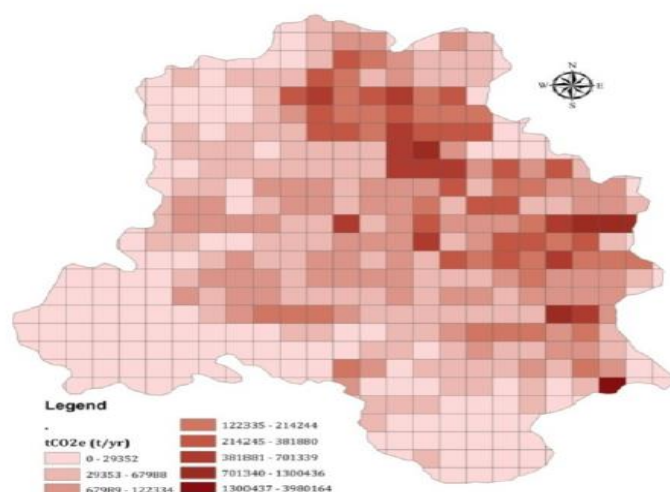 N
W E
S
Legend
.
tCO2e (t/yr)
0 - 29352
29353 - 67988
67989 - 122334
122335 - 214244
214245 - 381880
381881 - 701339
701340 - 1300436
1300437 - 3980164